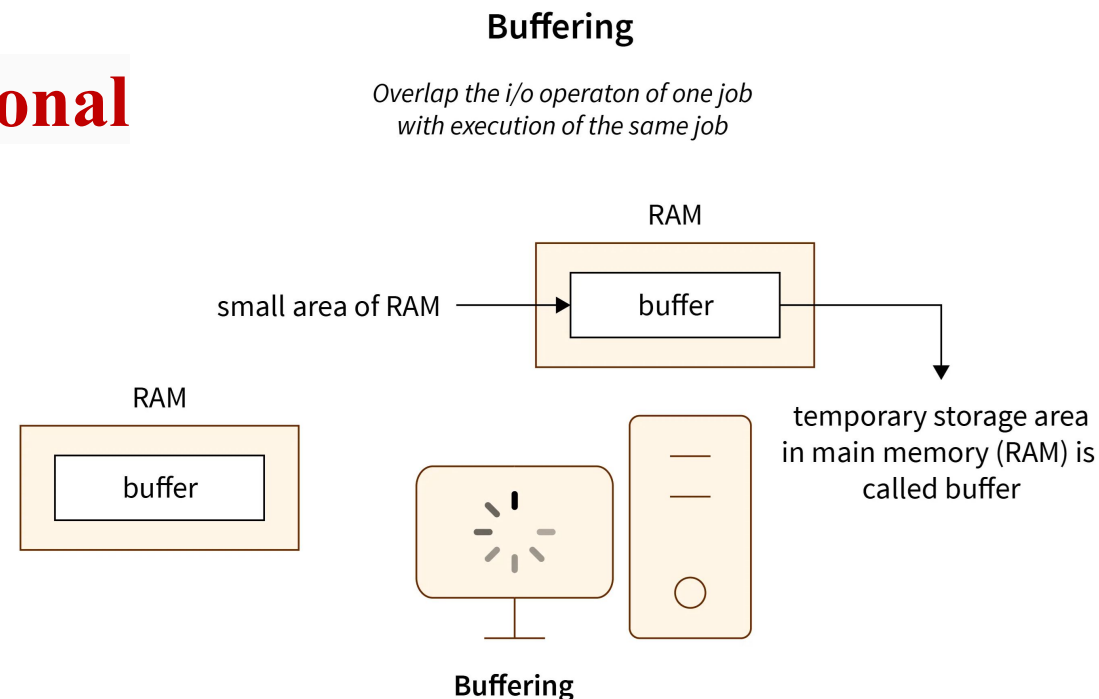 Buffering
onal
Overlap the i/o operaton of one job
with execution of the same job
RAM
small area of RAM
buffer
RAM
buffer
temporary storage area
in main memory (RAM) is
called buffer
Buffering